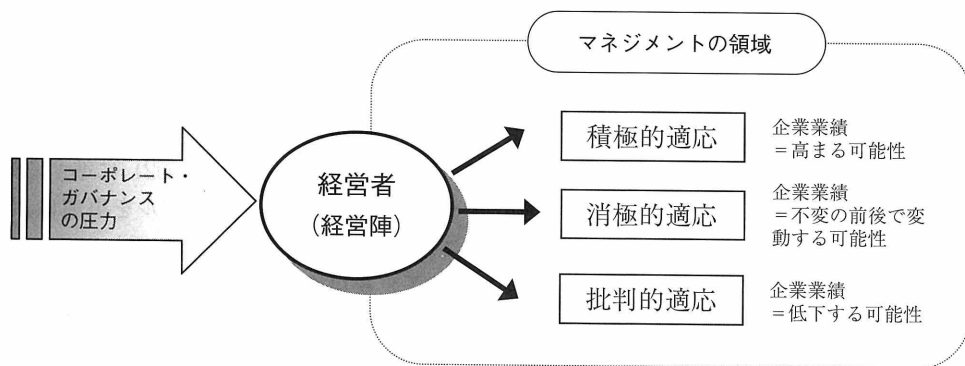 マネジメントの領域
コーポレート・
ガバナンス
の圧力
経営者
(経営陣)
積極的適応
企業業績
＝高まる可能性
消極的適応
企業業績
＝不変の前後で変
動する可能性
批判的適応
企業業績
＝低下する可能性